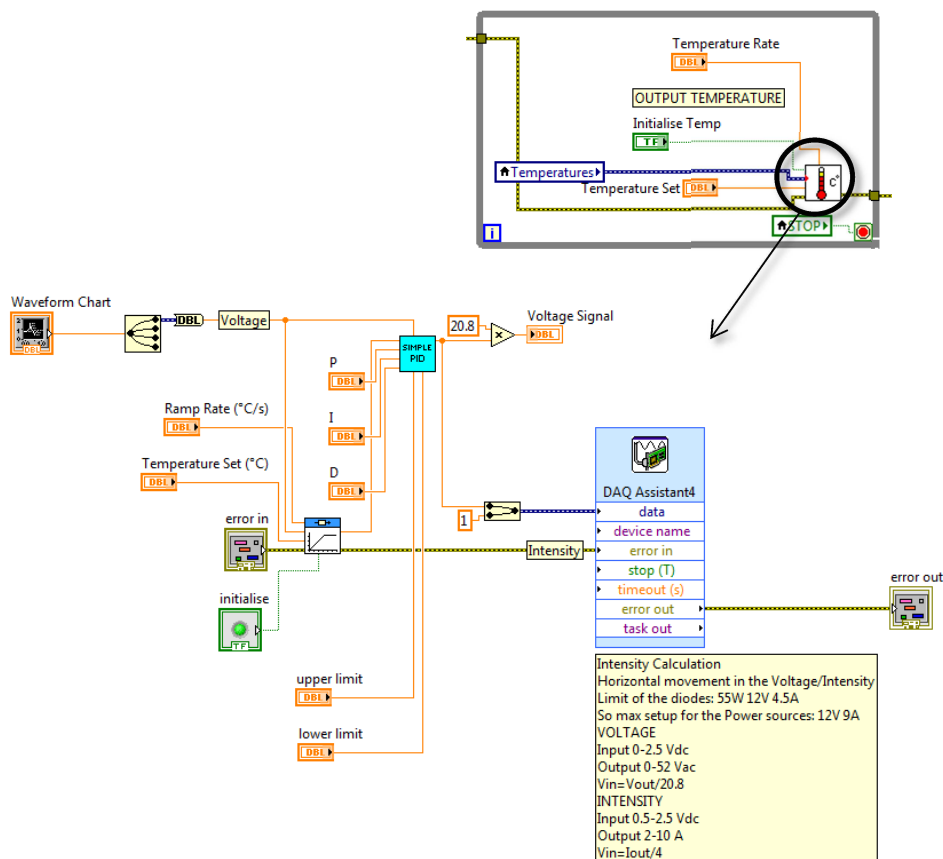 Temperature Rate
DBL
OUTPUT TEMPERATURE
Initialise Temp
TF
Temperatures
C°
Temperature Set DBL
STOP
i
Waveform Chart
DBL
DBL
Voltage
20.8
Voltage Signal
DBL
SIMPLE
PID
P
DBL
Ramp Rate (°C/s)
DBL
I
DBL
Temperature Set (°C)
DBL
D
DBL
DAQ Assistant4
data
1
error in
device name
Intensity
error in
stop (T)
timeout (s)
error out
error out
task out
initialise
TF
upper limit
DBL
lower limit
DBL
Intensity Calculation
Horizontal movement in the Voltage/Intensity
Limit of the diodes: 55W 12V 4.5A
So max setup for the Power sources: 12V 9A
VOLTAGE
Input 0-2.5 Vdc
Output 0-52 Vac
Vin=Vout/20.8
INTENSITY
Input 0.5-2.5 Vdc
Output 2-10 A
Vin=Iout/4